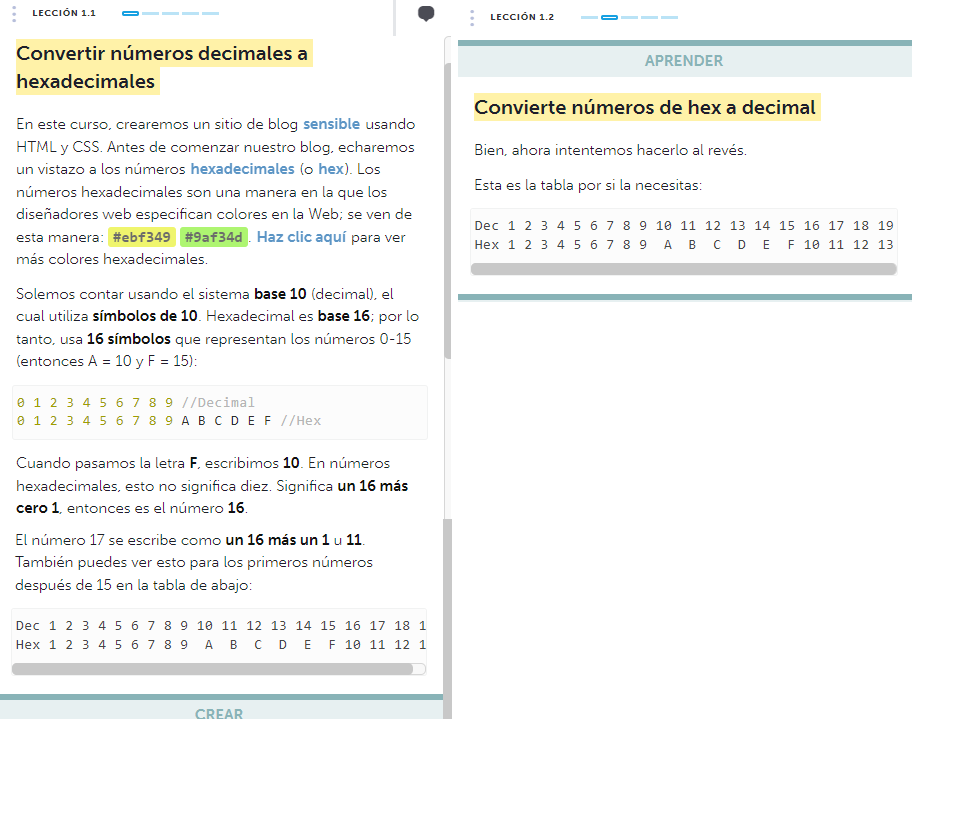 LECCIÓN 1.1
Convertir números decimales a
hexadecimales
En este curso, crearemos un sitio de blog sensible usando
HTML y CSS. Antes de comenzar nuestro blog, echaremos
un vistazo a los números hexadecimales (o hex). Los
números hexadecimales son una manera en la que los
diseñadores web especifican colores en la Web; se ven de
esta manera: #ebf349 #9af34d. Haz clic aquí para ver
más colores hexadecimales.
Solemos contar usando el sistema base 10 (decimal), el
cual utiliza símbolos de 10. Hexadecimal es base 16; por lo
tanto, usa 16 símbolos que representan los números 0-15
(entonces A = 10 y F = 15):
0 1 2 3 4 5 6 7 8 9 //Decimal
0 1 2 3 4 5 6 7 8 9 A B C D E F //Hex
Cuando pasamos la letra F, escribimos 10. En números
hexadecimales, esto no significa diez. Significa un 16 más
cero 1, entonces es el número 16.
El número 17 se escribe como un 16 más un 1 u 11.
También puedes ver esto para los primeros números
después de 15 en la tabla de abajo:
Dec 1 2 3 4 5 6 7 8 9 10 11 12 13 14 15 16 17 18 1
Hex 1 2 3 4 5 6 7 8 9 A B C D E F 10 11 12 1
CREAR
LECCIÓN 1.2
APRENDER
Convierte números de hex a decimal
Bien, ahora intentemos hacerlo al revés.
Esta es la tabla por si la necesitas:
Dec 1 2 3 4 5 6 7 8 9 10 11 12 13 14 15 16 17 18 19
Hex 1 2 3 4 5 6 7 8 9 A B C D E F 10 11 12 13